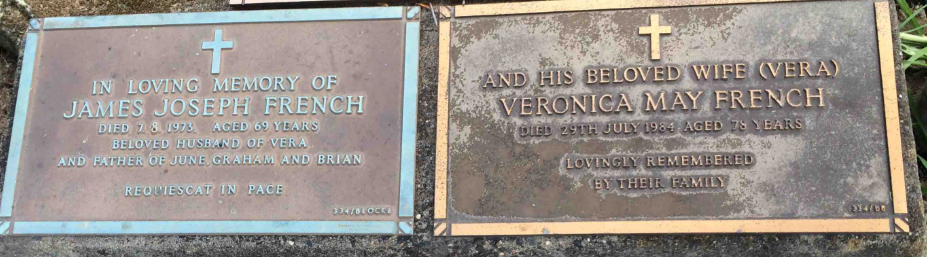 IN LOVING MEMORY OF
JAMES JOSEPH FRENCH
DIED 7. 8. 1973. AGED 69 YEARS
BELOVED HUSBAND OF VERA
AND FATHER OF JUNE, GRAHAM AND BRIAN
REQUIESCAT IN PACE
AND HIS BELOVED WIFE (VERA)
VERONICA MAY FRENCH
DIED 29TH JULY 1984 AGED 78 YEARS
LOVINGLY REMEMBERED
BY THEIR FAMILY